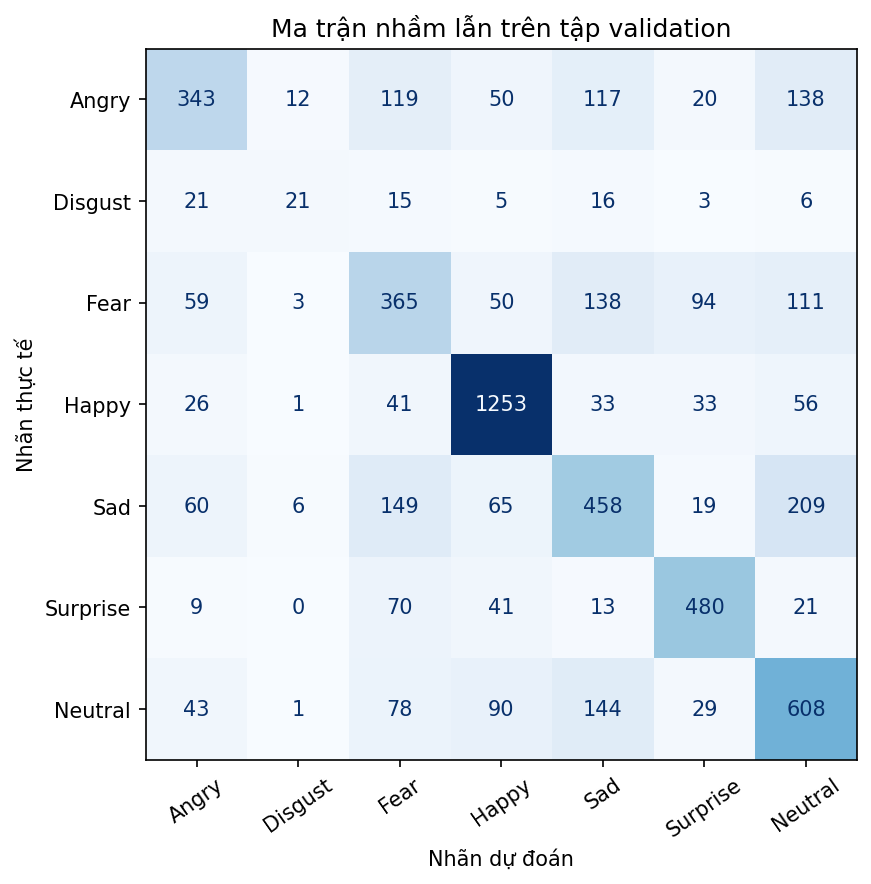 Ma trận nhầm lẫn trên tập validation
Nhãn thực tế
Angry 343 12 119 50 117 20 138
Disgust 21 21 15 5 16 3 6
Fear 59 3 365 50 138 94 111
Happy 26 1 41 1253 33 33 56
Sad 60 6 149 65 458 19 209
Surprise 9 0 70 41 13 480 21
Neutral 43 1 78 90 144 29 608
Angry Disgust Fear Happy Sad Surprise Neutral
Nhãn dự đoán